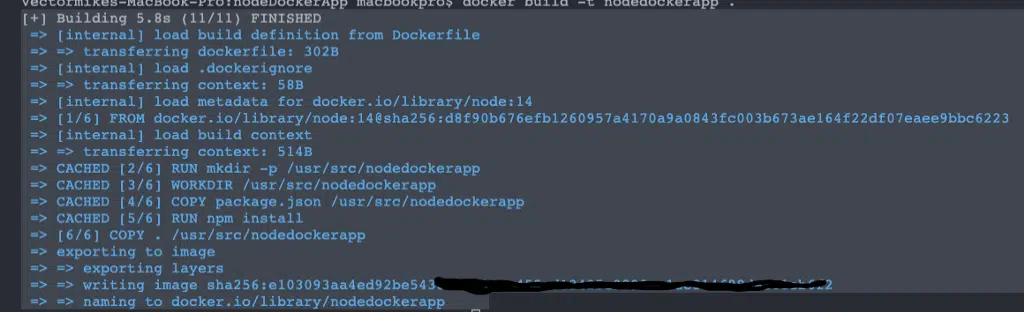 vectormikes-MacBook-Pro:nodeDockerApp macbookpro$ docker build -t nodedockerapp .
[+] Building 5.8s (11/11) FINISHED
=> [internal] load build definition from Dockerfile
=> => transferring dockerfile: 302B
=> [internal] load .dockerignore
=> => transferring context: 58B
=> [internal] load metadata for docker.io/library/node:14
=> [1/6] FROM docker.io/library/node:14@sha256:d8f90b676efb1260957a4170a9a0843fc003b673ae164f22df07eaee9bbc6223
=> [internal] load build context
=> => transferring context: 514B
=> CACHED [2/6] RUN mkdir -p /usr/src/nodedockerapp
=> CACHED [3/6] WORKDIR /usr/src/nodedockerapp
=> CACHED [4/6] COPY package.json /usr/src/nodedockerapp
=> CACHED [5/6] RUN npm install
=> [6/6] COPY . /usr/src/nodedockerapp
=> exporting to image
=> => exporting layers
=> => writing image
=> => naming to docker.io/library/nodedockerapp